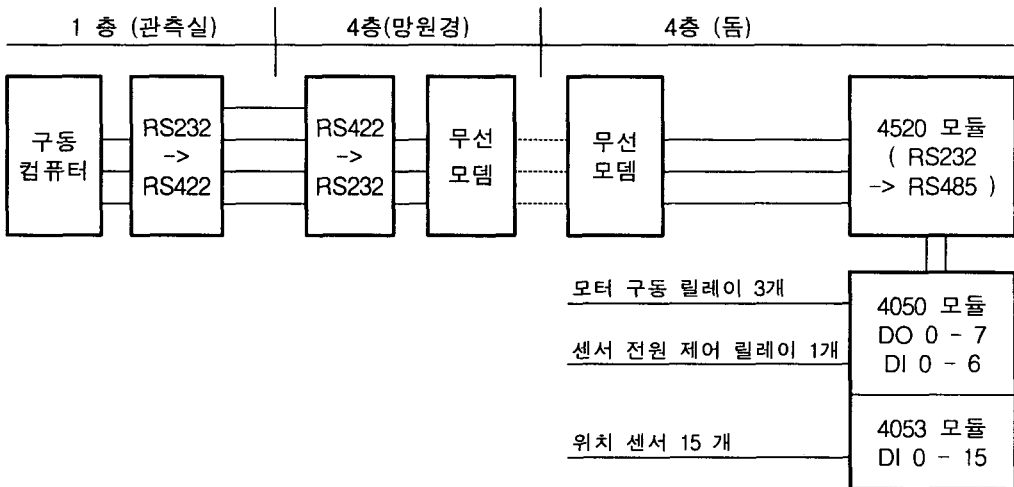 1 층 (관측실)
4층(망원경)
4층 (돔)
구동
컴퓨터
RS232
->
RS422
RS422
->
RS232
무선
모뎀
무선
모뎀
4520 모듈
( RS232
-> RS485 )
모터 구동 릴레이 3개
센서 전원 제어 릴레이 1개
4050 모듈
DO 0 - 7
DI 0 - 6
위치 센서 15 개
4053 모듈
DI 0 - 15